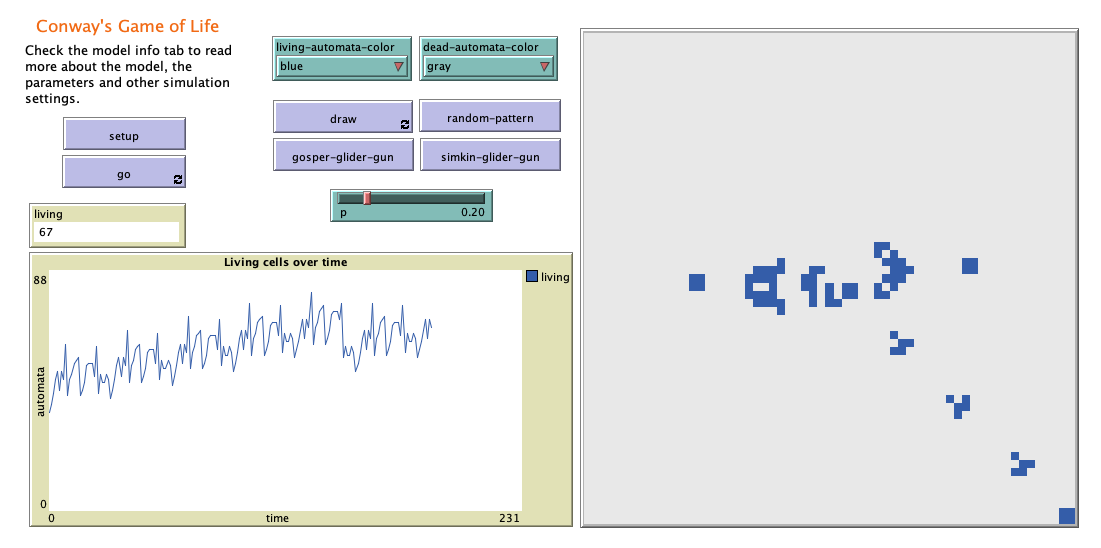 Conway's Game of Life
Check the model info tab to read
more about the model, the
parameters and other simulation
settings.
setup
go
living
67
living-automata-color
blue
dead-automata-color
gray
draw
random-pattern
gosper-glider-gun
simkin-glider-gun
p
0.20
Living cells over time
88
automata
0
0
time
231
living